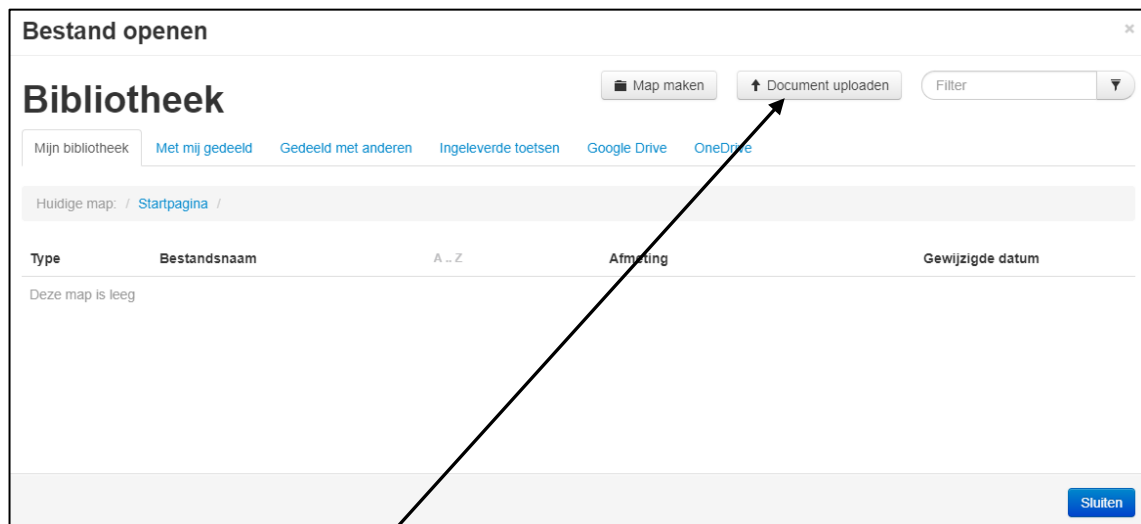 Bestand openen ×
Bibliotheek
Map maken Document uploaden Filter
Mijn bibliotheek Met mij gedeeld Gedeeld met anderen Ingeleverde toetsen Google Drive OneDrive
Huidige map: / Startpagina /
Type Bestandsnaam A .. Z Afmeting Gewijzigde datum
Deze map is leeg
Sluiten